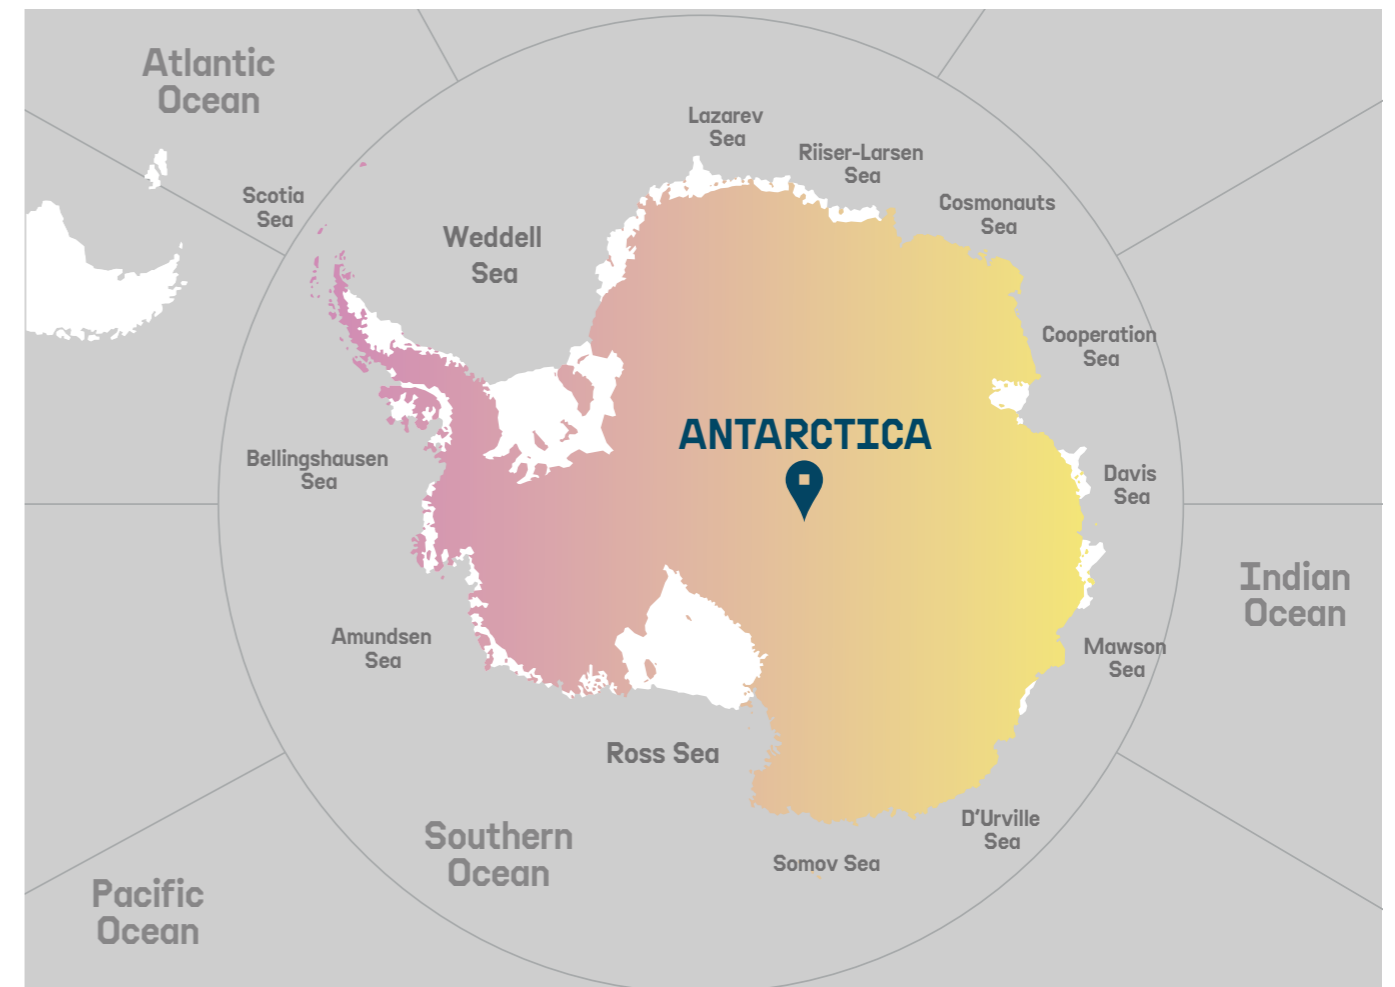 Atlantic
Ocean
Lazarev
Sea
Riiser-Larsen
Sea
Scotia
Sea
Cosmonauts
Sea
Weddell
Sea
Cooperation
Sea
ANTARCTICA
Bellingshausen
Sea
Davis
Sea
Indian
Ocean
Amundsen
Sea
Mawson
Sea
Ross Sea
D'Urville
Sea
Southern
Ocean
Somov Sea
Pacific
Ocean